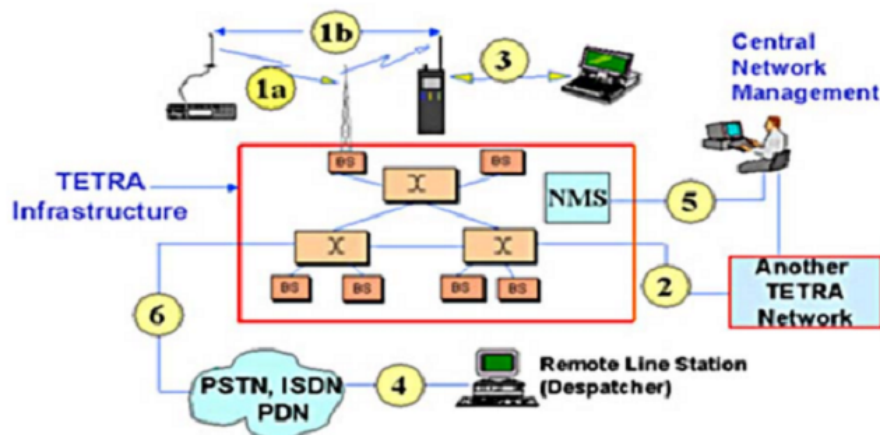 1b
1a
3
Central
Network
Management
TETRA
Infrastructure
BS
BS
NMS
5
BS
BS
BS
BS
2
Another
TETRA
Network
6
PSTN, ISDN
PDN
4
Remote Line Station
(Despatcher)